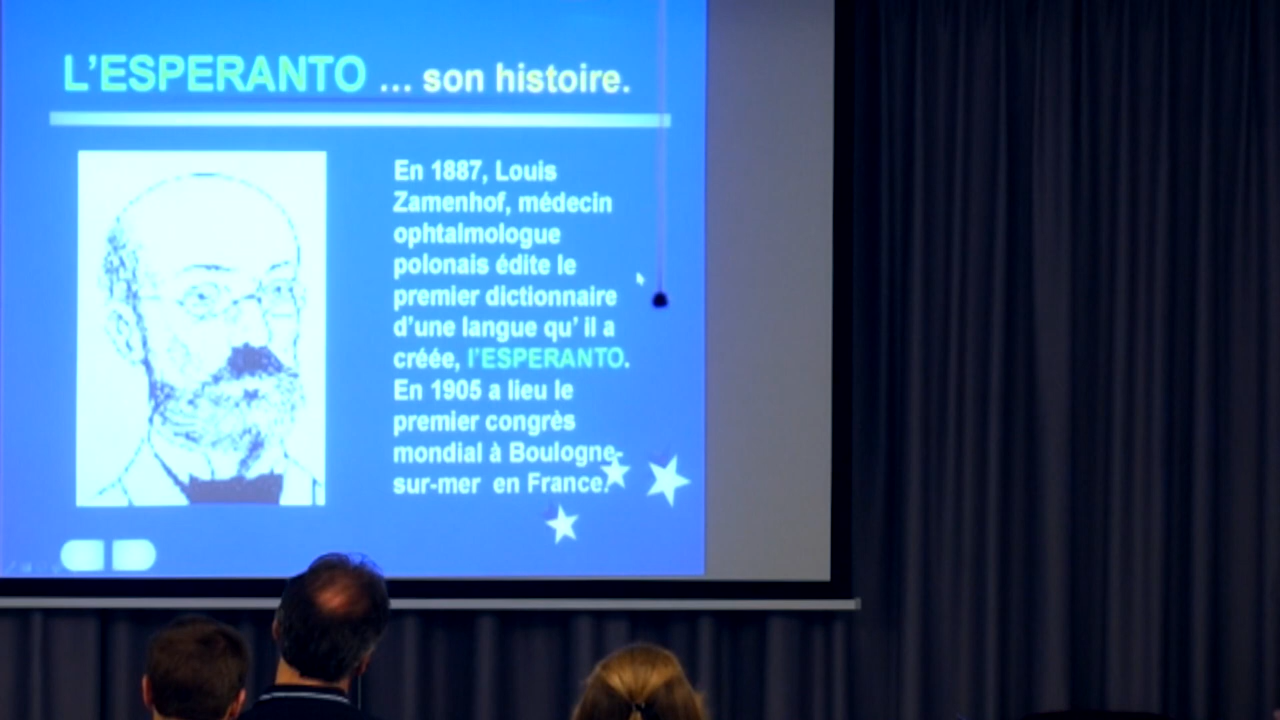 L'ESPERANTO ... son histoire.
En 1887, Louis
Zamenhof, médecin
ophtalmologue
polonais édite le
premier dictionnaire
d'une langue qu' il a
créée, l'ESPERANTO.
En 1905 a lieu le
premier congrès
mondial à Boulogne-
sur-mer en France.